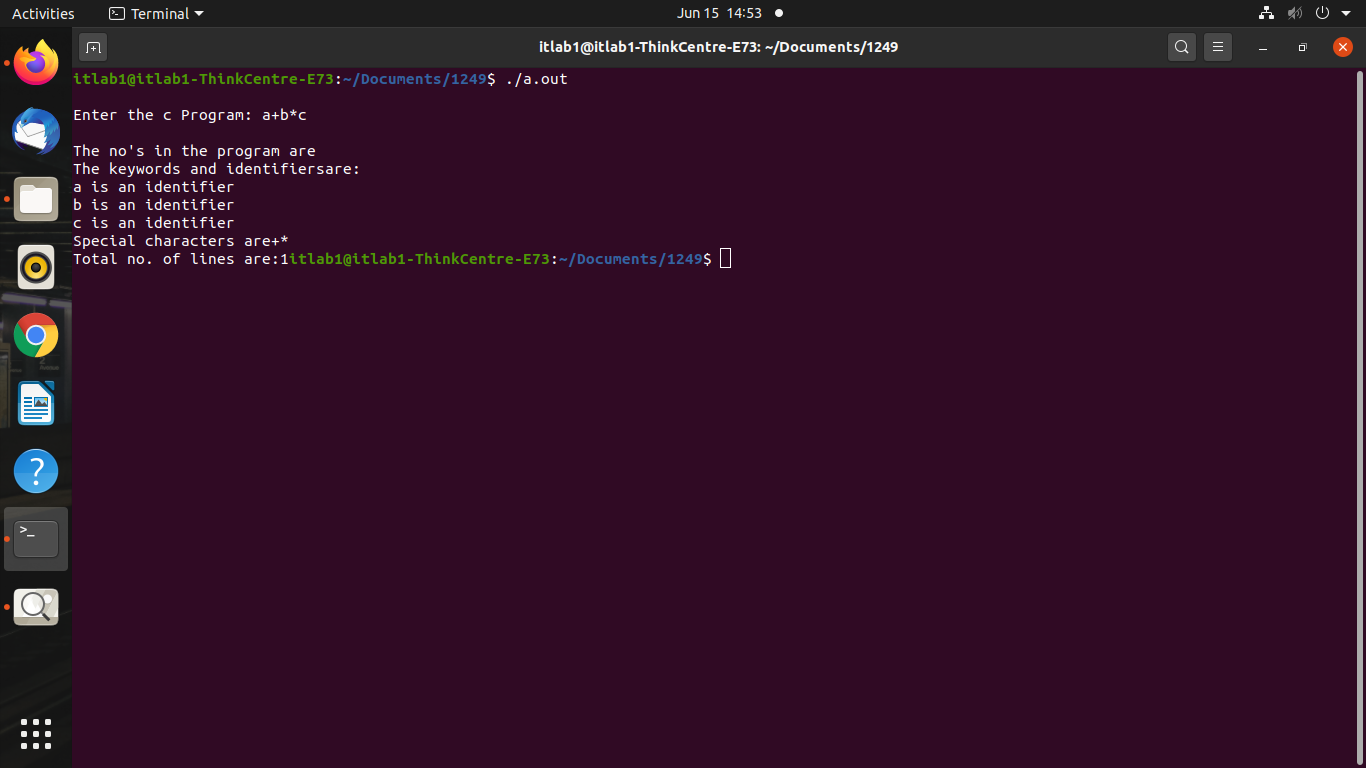 Activities Terminal Jun 15 14:53
itlab1@itlab1-ThinkCentre-E73: ~/Documents/1249
itlab1@itlab1-ThinkCentre-E73:~/Documents/1249$ ./a.out
Enter the c Program: a+b*c
The no's in the program are
The keywords and identifiersare:
a is an identifier
b is an identifier
c is an identifier
Special characters are+*
Total no. of lines are:1itlab1@itlab1-ThinkCentre-E73:~/Documents/1249$